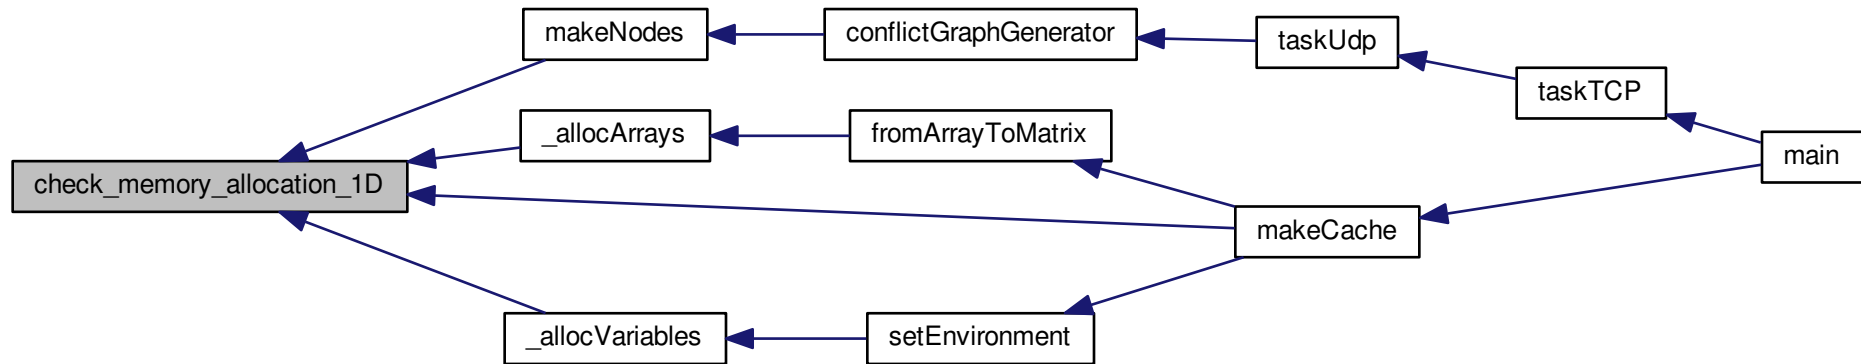 makeNodes
conflictGraphGenerator
taskUdp
taskTCP
_allocArrays
fromArrayToMatrix
main
check_memory_allocation_1D
makeCache
_allocVariables
setEnvironment